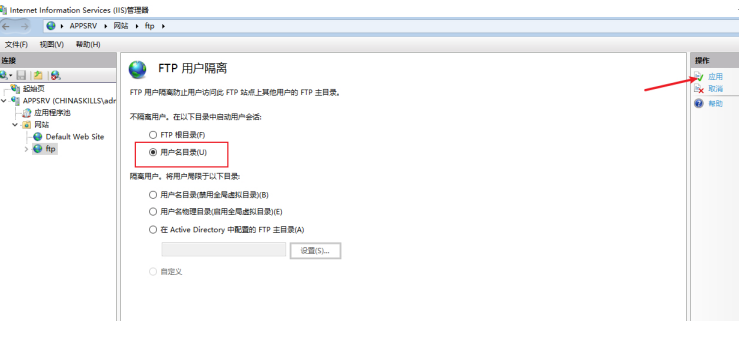 Internet Information Services (IIS)管理器
APPSRV 网站 ftp
文件(F) 视图(V) 帮助(H)
连接
起始页
APPSRV (CHINASKILLS\adr
应用程序池
网站
Default Web Site
ftp
FTP 用户隔离
FTP 用户隔离防止用户访问此 FTP 站点上其他用户的 FTP 主目录。
不隔离用户。在以下目录中启动用户会话:
FTP 根目录(F)
用户名目录(U)
隔离用户。将用户局限于以下目录:
用户名目录(禁用全局虚拟目录)(B)
用户名物理目录(启用全局虚拟目录)(E)
在 Active Directory 中配置的 FTP 主目录(A)
设置(S)...
自定义
操作
应用
取消
帮助